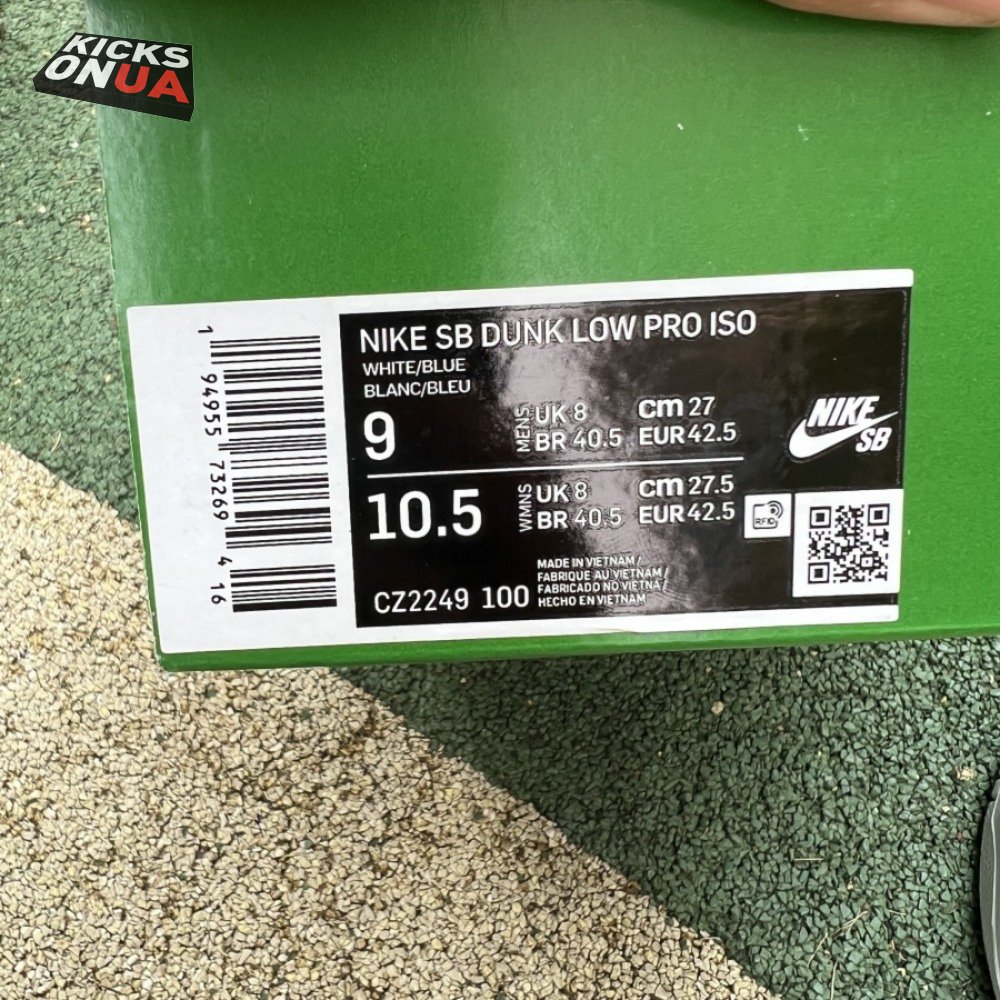 KICKS
ONUA
NIKE SB DUNK LOW PRO ISO
WHITE/BLUE
BLANC/BLEU
9
MENS
UK 8
cm 27
BR 40.5
EUR 42.5
10.5
WMNS
UK 8
cm 27.5
BR 40.5
EUR 42.5
CZ2249 100
MADE IN VIETNAM /
FABRIQUE AU VIETNAM /
FABRICADO NO VIETNÃ /
HECHO EN VIETNAM
NIKE
SB
RFID
1 94955 73269 4 16